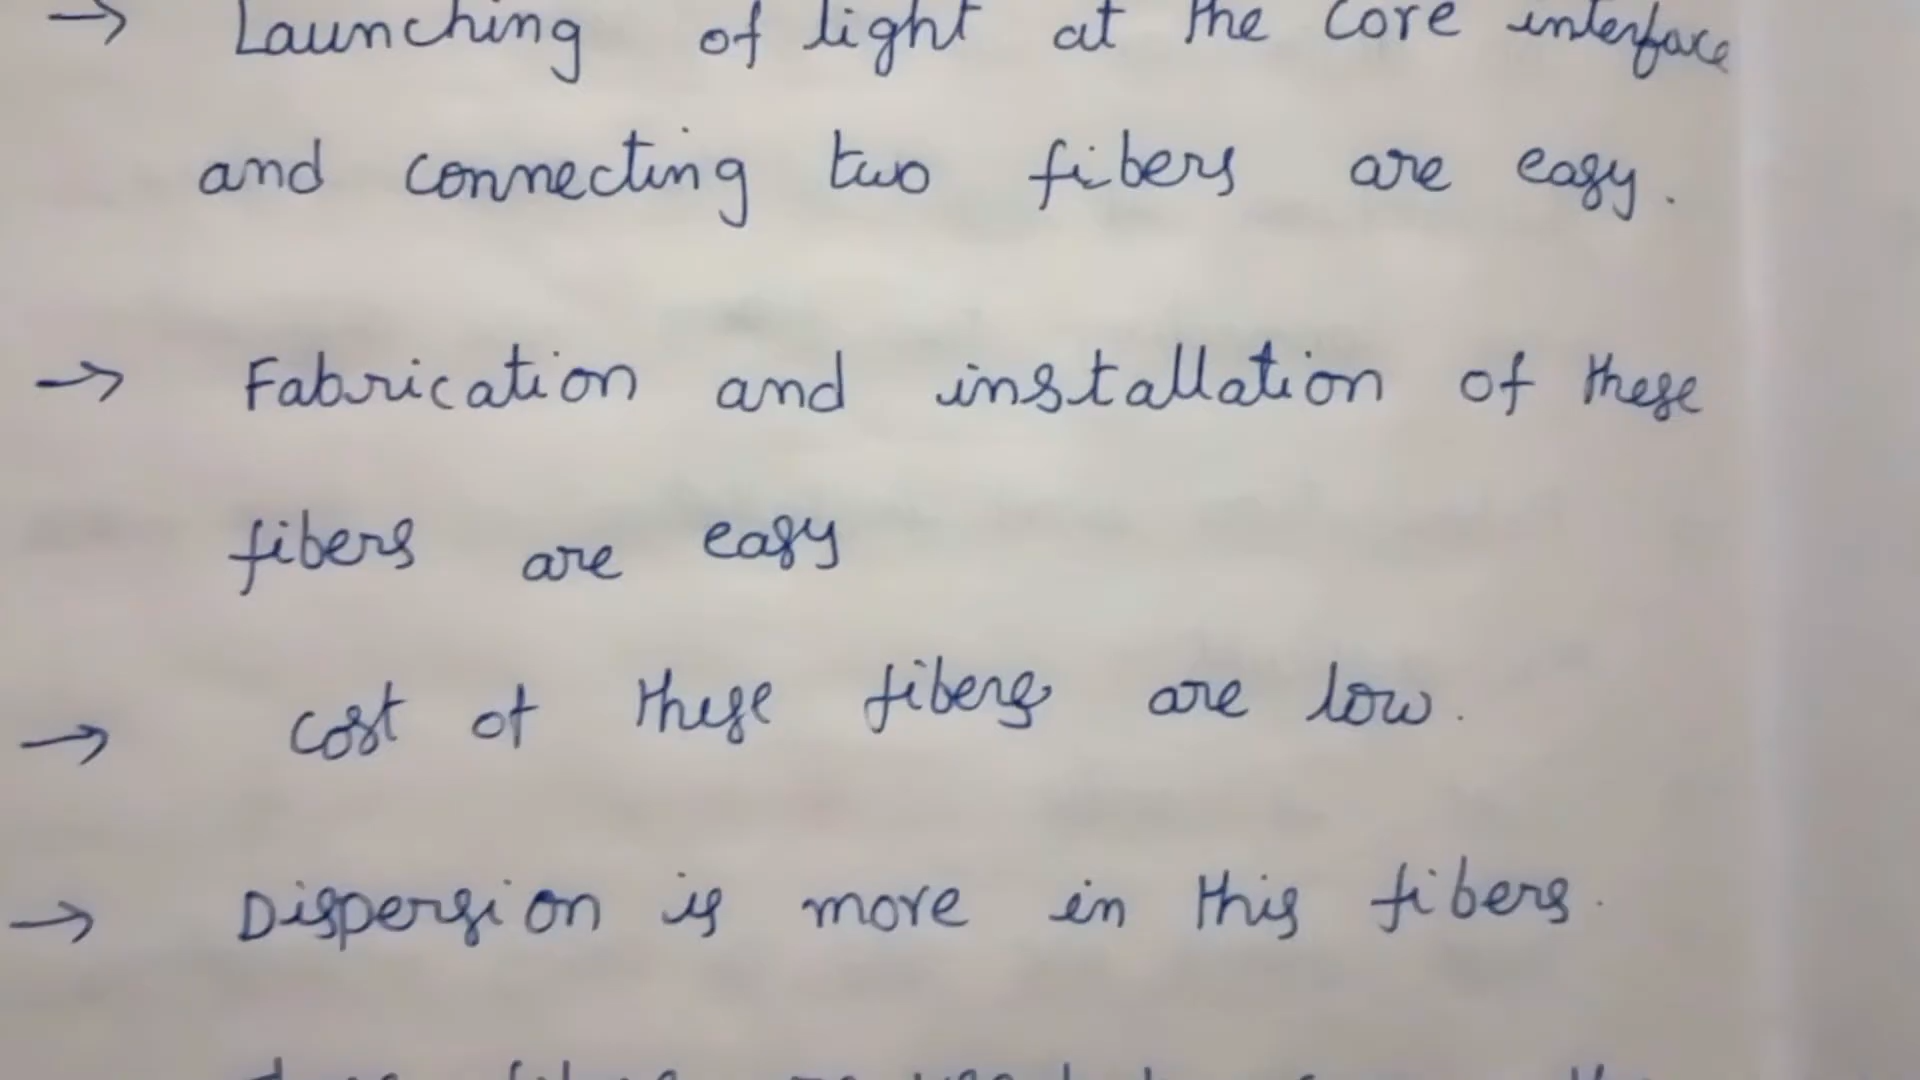 → Launching of light at the core interface
and connecting two fibers are easy.
→ Fabrication and installation of these
fibers are easy
→ cost of these fibers are low.
→ Dispersion is more in this fibers.